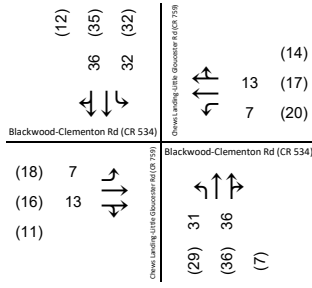 (12) (35) (32)
36 32
Blackwood-Clementon Rd (CR 534)
Chews Landing-Little Gloucester Rd (CR 759)
(14)
13 (17)
7 (20)
(18) 7
(16) 13
(11)
Chews Landing-Little Gloucester Rd (CR 759)
Blackwood-Clementon Rd (CR 534)
31 36
(29) (36) (7)